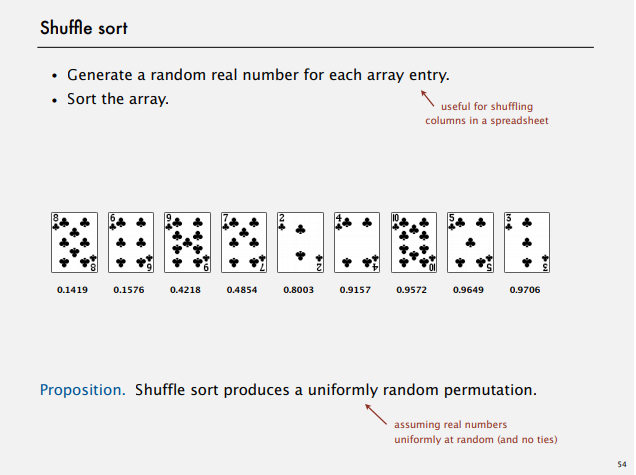 Shuffle sort
• Generate a random real number for each array entry.
• Sort the array.
useful for shuffling
columns in a spreadsheet
8 6 9 7 2 4 10 5 3
8 6 9 7 2 4 10 5 3
0.1419 0.1576 0.4218 0.4854 0.8003 0.9157 0.9572 0.9649 0.9706
Proposition. Shuffle sort produces a uniformly random permutation.
assuming real numbers
uniformly at random (and no ties)
54